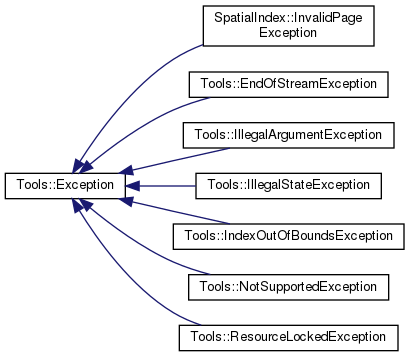 SpatialIndex::InvalidPage
Exception
Tools::EndOfStreamException
Tools::IllegalArgumentException
Tools::Exception
Tools::IllegalStateException
Tools::IndexOutOfBoundsException
Tools::NotSupportedException
Tools::ResourceLockedException